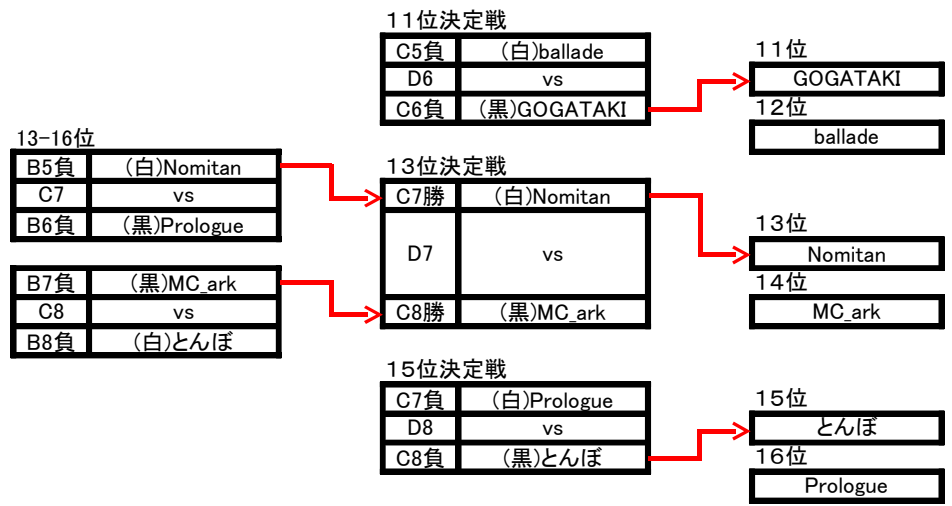 11位決定戦
C5負 (白)ballade
D6 vs
C6負 (黒)GOGATAKI
11位
GOGATAKI
12位
ballade
13-16位
B5負 (白)Nomitan
C7 vs
B6負 (黒)Prologue
B7負 (黒)MC_ark
C8 vs
B8負 (白)とんぼ
13位決定戦
C7勝 (白)Nomitan
D7 vs
C8勝 (黒)MC_ark
13位
Nomitan
14位
MC_ark
15位決定戦
C7負 (白)Prologue
D8 vs
C8負 (黒)とんぼ
15位
とんぼ
16位
Prologue